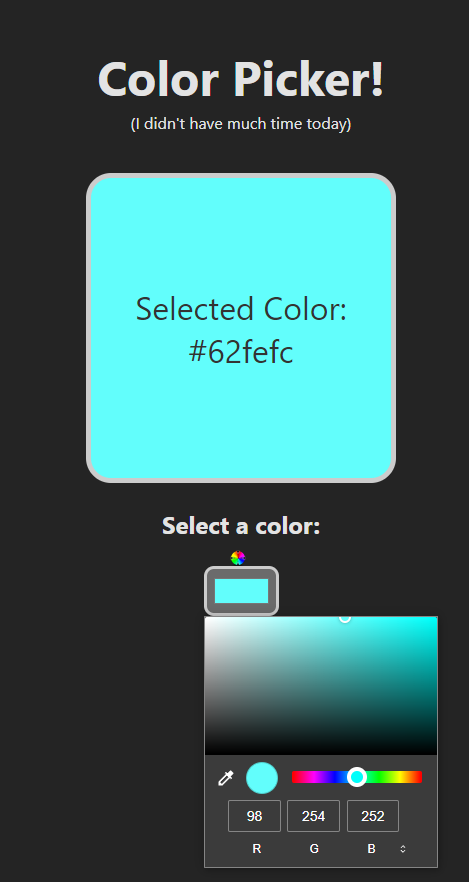 Color Picker!
(I didn't have much time today)
Selected Color:
#62fefc
Select a color:
98 254 252
R G B